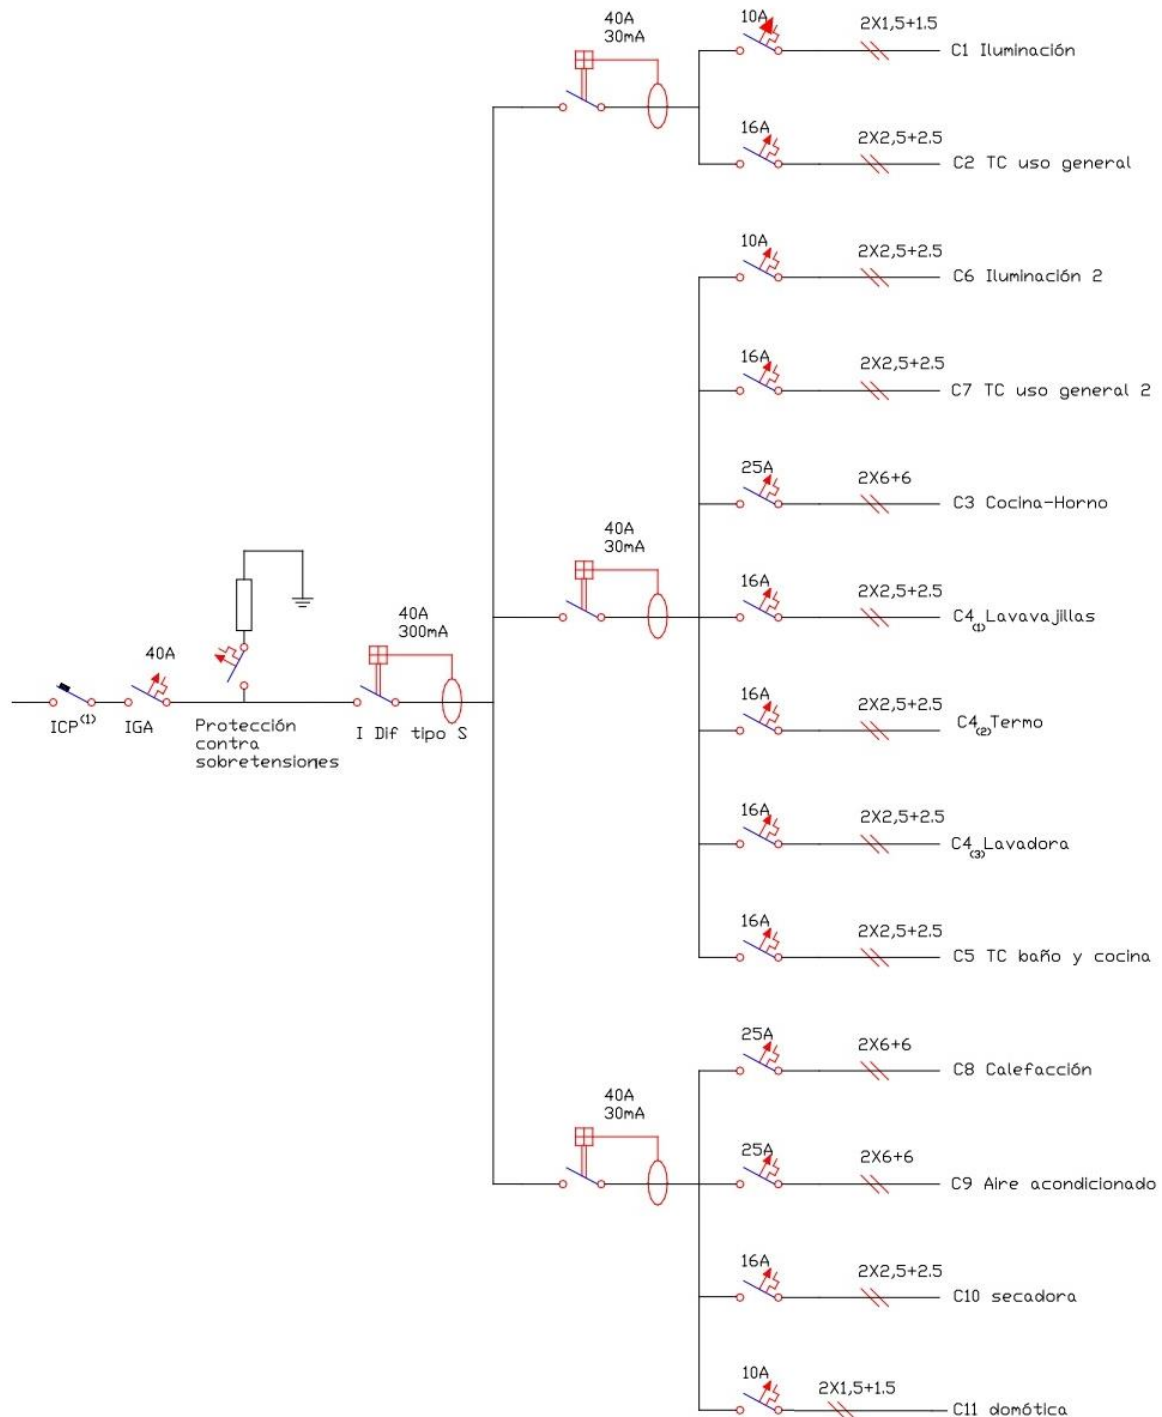 40A
30mA
10A
2X1,5+1.5
C1 Iluminación
16A
2X2,5+2.5
C2 TC uso general
10A
2X2,5+2.5
C6 Iluminación 2
16A
2X2,5+2.5
C7 TC uso general 2
25A
2X6+6
C3 Cocina-Horno
40A
30mA
16A
2X2,5+2.5
C4(1) Lavavajillas
40A
300mA
40A
ICP(1)
IGA
Protección
contra
sobretensiones
I Dif tipo S
16A
2X2,5+2.5
C4(2) Termo
16A
2X2,5+2.5
C4(3) Lavadora
16A
2X2,5+2.5
C5 TC baño y cocina
25A
2X6+6
C8 Calefacción
40A
30mA
25A
2X6+6
C9 Aire acondicionado
16A
2X2,5+2.5
C10 secadora
10A
2X1,5+1.5
C11 domótica